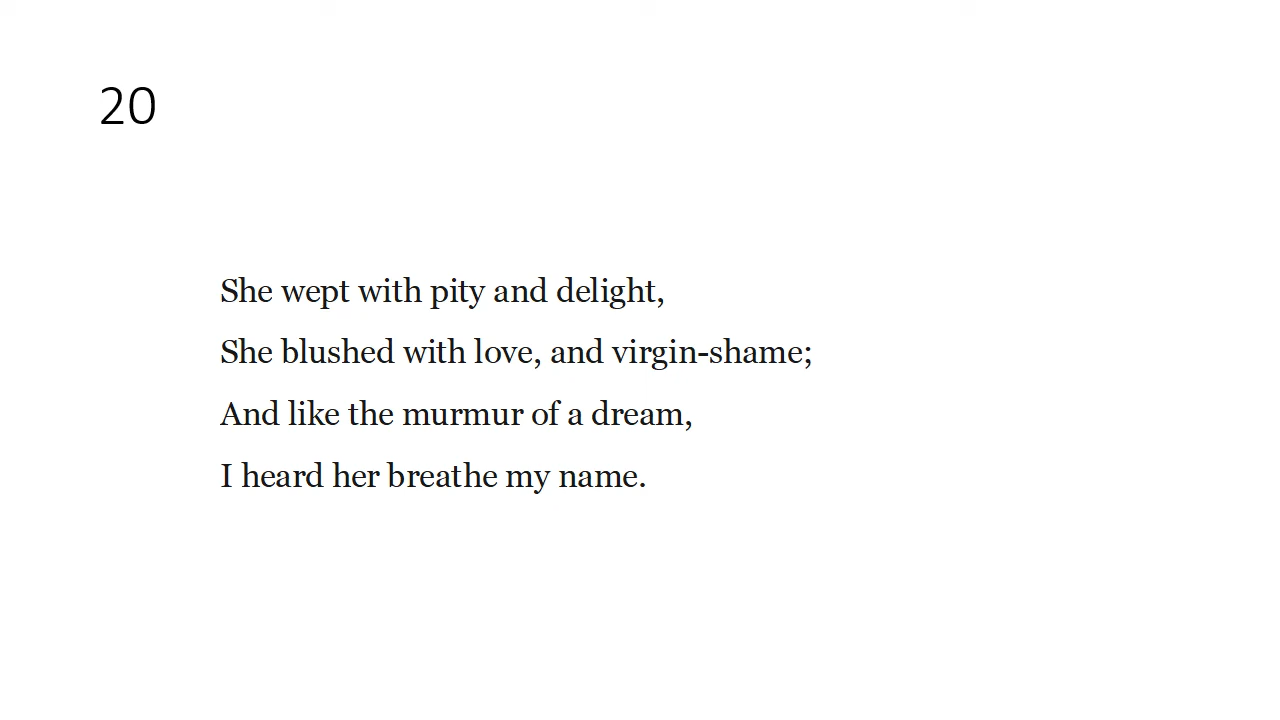 20
She wept with pity and delight,
She blushed with love, and virgin-shame;
And like the murmur of a dream,
I heard her breathe my name.